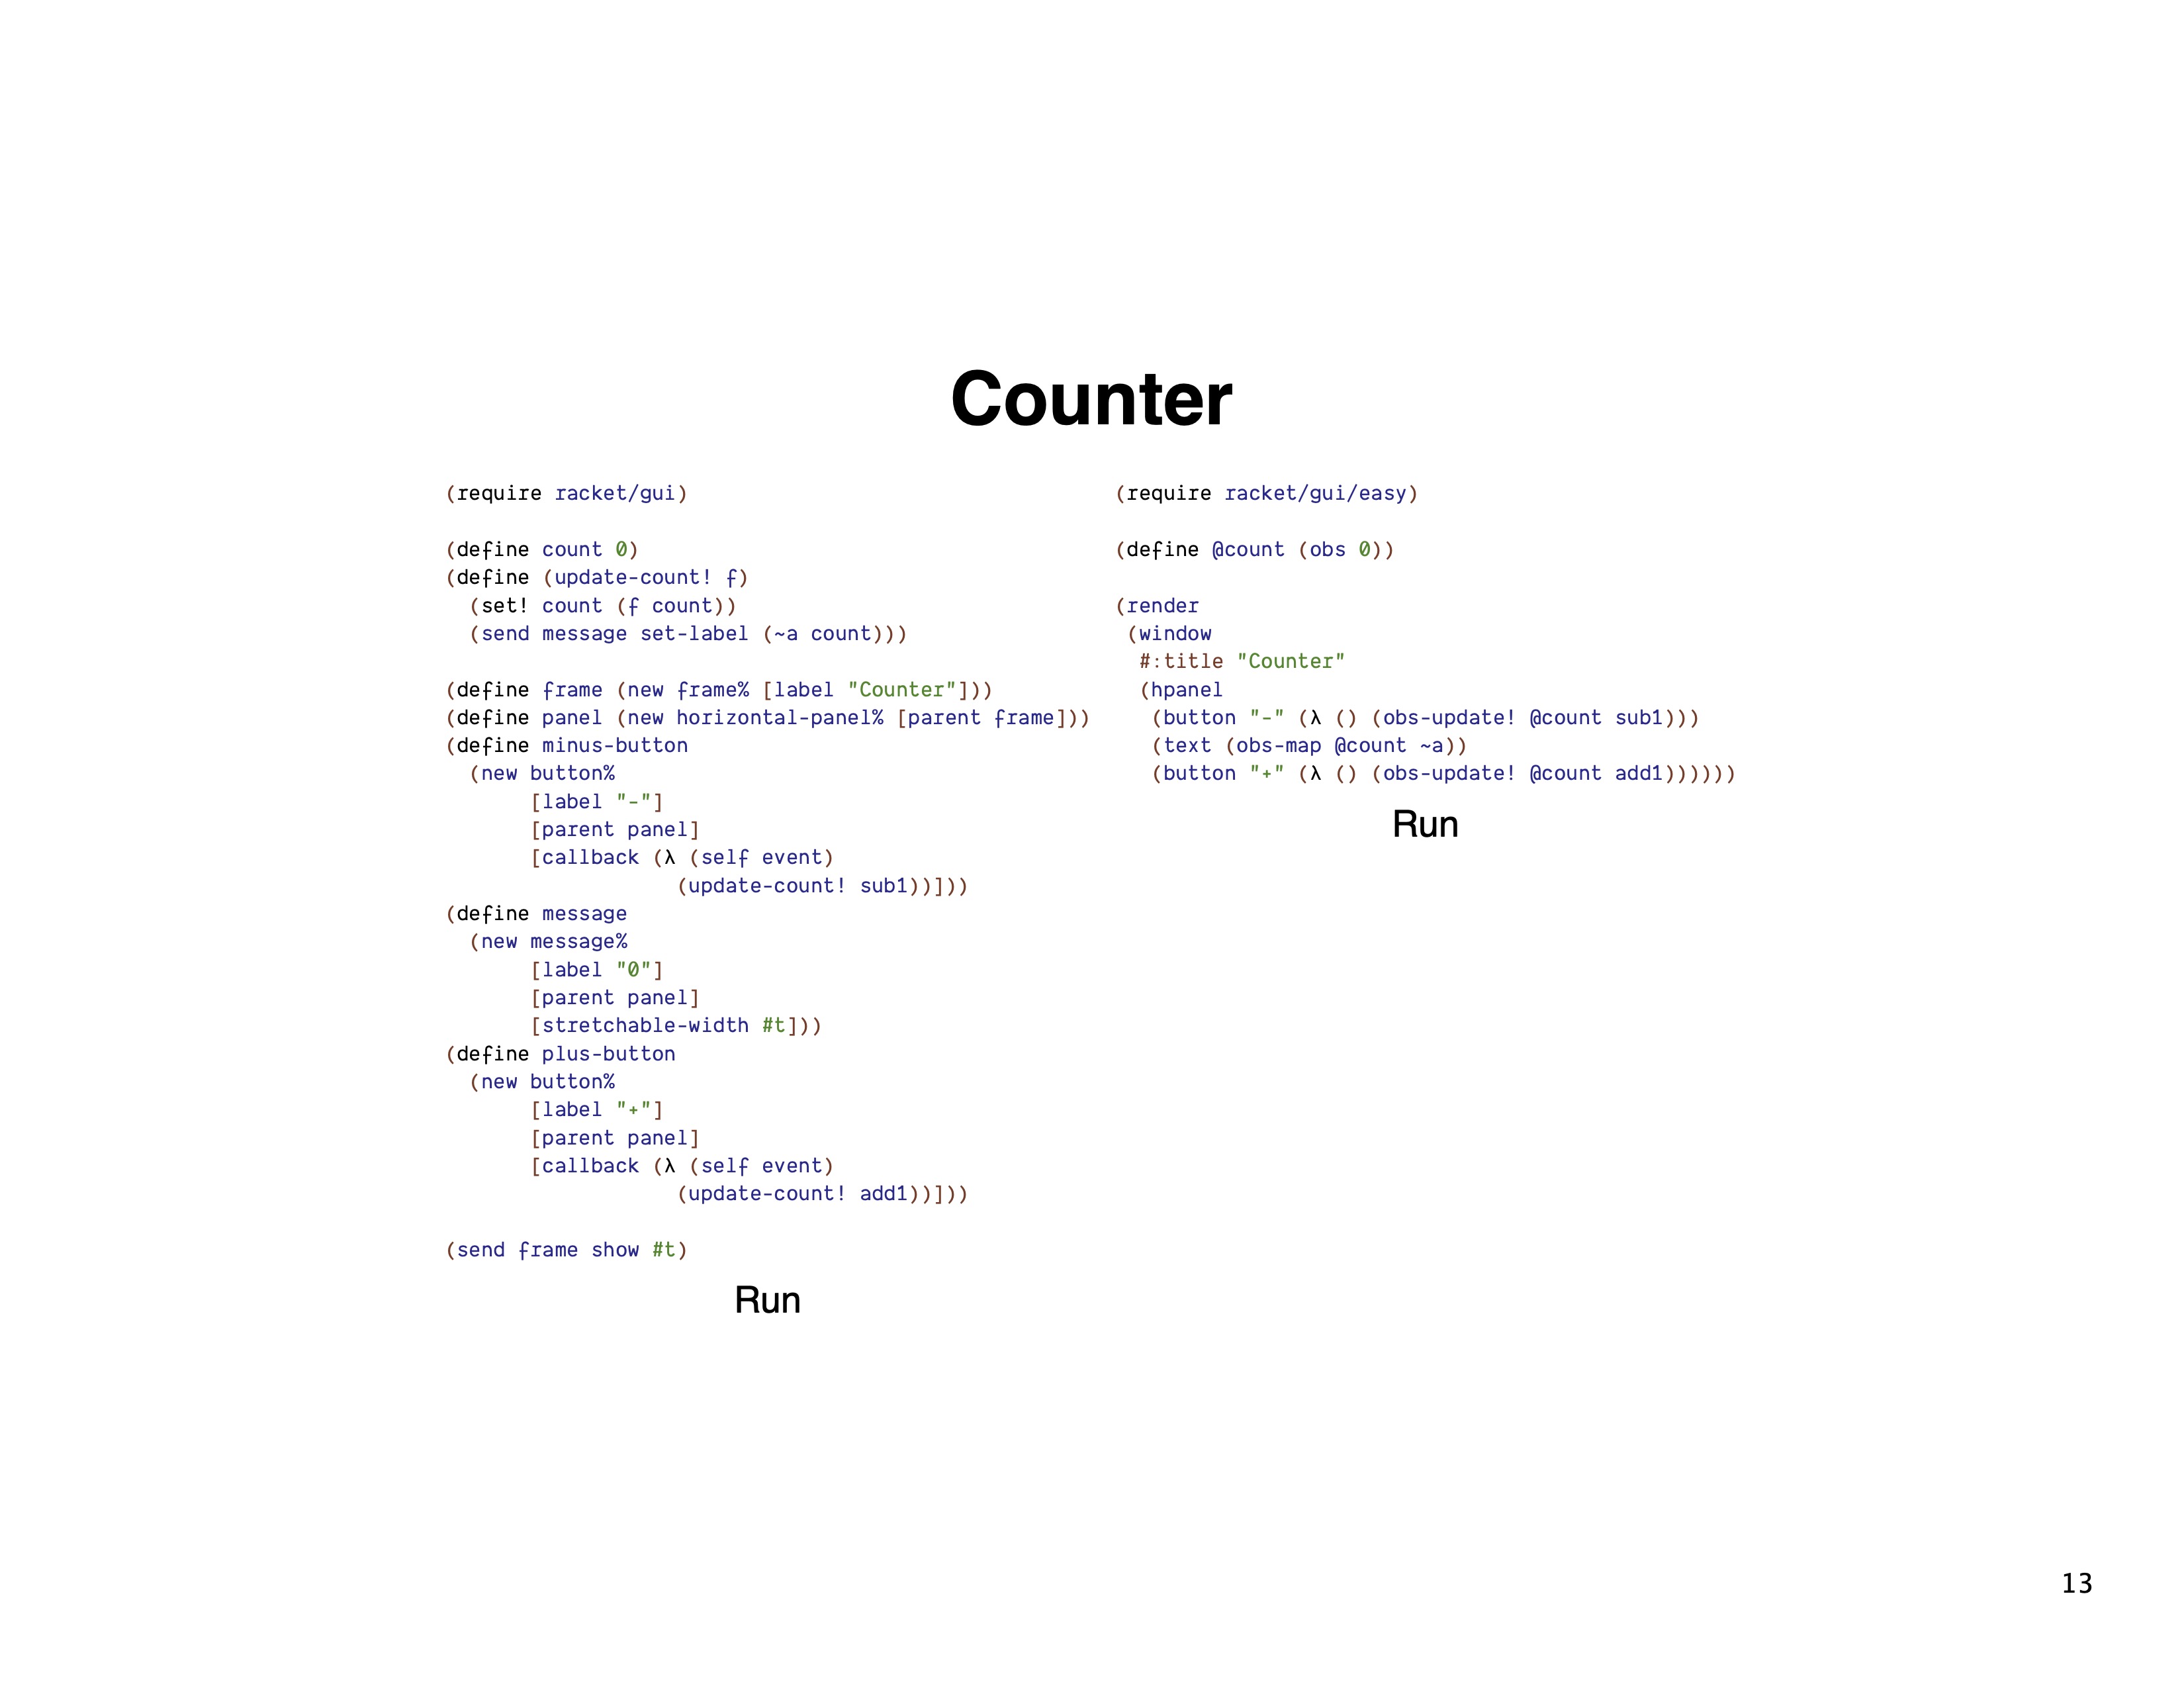 Counter
(require racket/gui)
(define count 0)
(define (update-count! f)
  (set! count (f count))
  (send message set-label (~a count)))
(define frame (new frame% [label "Counter"]))
(define panel (new horizontal-panel% [parent frame]))
(define minus-button
  (new button%
       [label "-"]
       [parent panel]
       [callback (λ (self event)
                   (update-count! sub1))]))
(define message
  (new message%
       [label "0"]
       [parent panel]
       [stretchable-width #t]))
(define plus-button
  (new button%
       [label "+"]
       [parent panel]
       [callback (λ (self event)
                   (update-count! add1))]))
(send frame show #t)
Run
(require racket/gui/easy)
(define @count (obs 0))
(render
 (window
  #:title "Counter"
  (hpanel
   (button "-" (λ () (obs-update! @count sub1)))
   (text (obs-map @count ~a))
   (button "+" (λ () (obs-update! @count add1))))))
Run
13